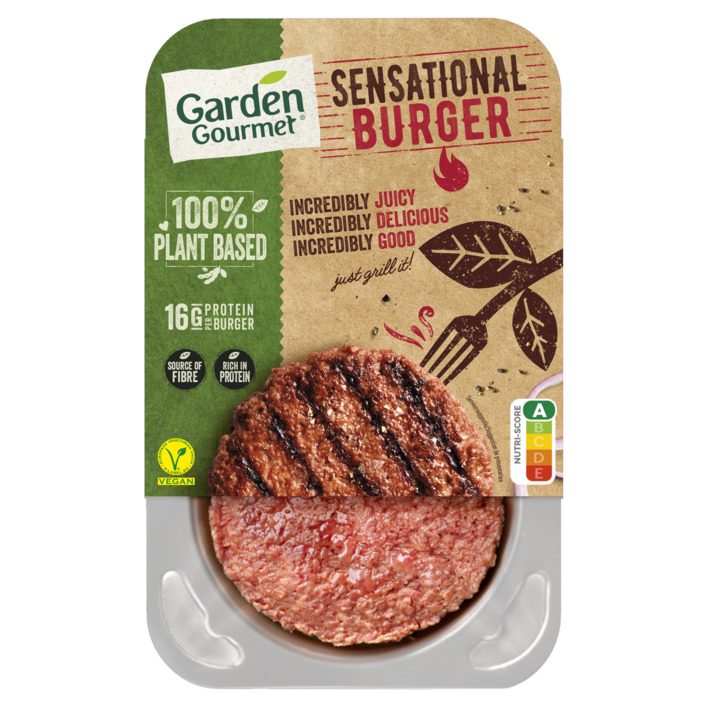 Garden
Gourmet®
SENSATIONAL
BURGER
INCREDIBLY JUICY
INCREDIBLY DELICIOUS
INCREDIBLY GOOD
just grill it!
100%
PLANT BASED
16G PROTEIN
PER BURGER
SOURCE OF
FIBRE
RICH IN
PROTEIN
VEGAN
NUTRI-SCORE
A
B
C
D
E